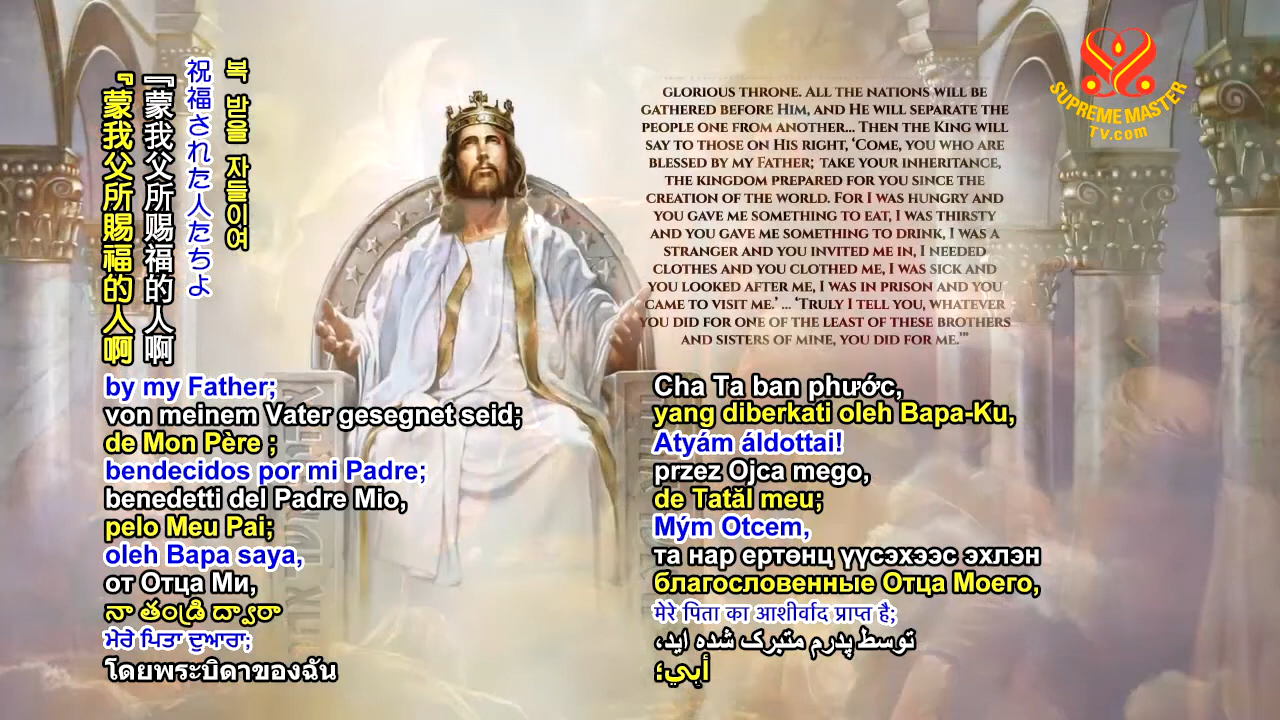 복 받을 자들이여
祝福された人たちよ
『蒙我父所赐福的人啊
『蒙我父所賜福的人啊
GLORIOUS THRONE. ALL THE NATIONS WILL BE
GATHERED BEFORE HIM, AND HE WILL SEPARATE THE
PEOPLE ONE FROM ANOTHER... THEN THE KING WILL
SAY TO THOSE ON HIS RIGHT, ‘COME, YOU WHO ARE
BLESSED BY MY FATHER; TAKE YOUR INHERITANCE,
THE KINGDOM PREPARED FOR YOU SINCE THE
CREATION OF THE WORLD. FOR I WAS HUNGRY AND
YOU GAVE ME SOMETHING TO EAT, I WAS THIRSTY
AND YOU GAVE ME SOMETHING TO DRINK, I WAS A
STRANGER AND YOU INVITED ME IN, I NEEDED
CLOTHES AND YOU CLOTHED ME, I WAS SICK AND
YOU LOOKED AFTER ME, I WAS IN PRISON AND YOU
CAME TO VISIT ME.’ ... ‘TRULY I TELL YOU, WHATEVER
YOU DID FOR ONE OF THE LEAST OF THESE BROTHERS
AND SISTERS OF MINE, YOU DID FOR ME.’”
SUPREME MASTER
TV.com
by my Father;
von meinem Vater gesegnet seid;
de Mon Père ;
bendecidos por mi Padre;
benedetti del Padre Mio,
pelo Meu Pai;
oleh Bapa saya,
от Отца Ми,
నా తండ్రి ద్వారా
ਮੇਰੇ ਪਿਤਾ ਦੁਆਰਾ;
โดยพระบิดาของฉัน
Cha Ta ban phước,
yang diberkati oleh Bapa-Ku,
Atyám áldottai!
przez Ojca mego,
de Tatăl meu;
Mým Otcem,
та нар ертөнц үүсэхээс эхлэн
благословенные Отца Моего,
मेरे पिता का आशीर्वाद प्राप्त है;
توسط پدرم متبرک شده اید،
أبي؛